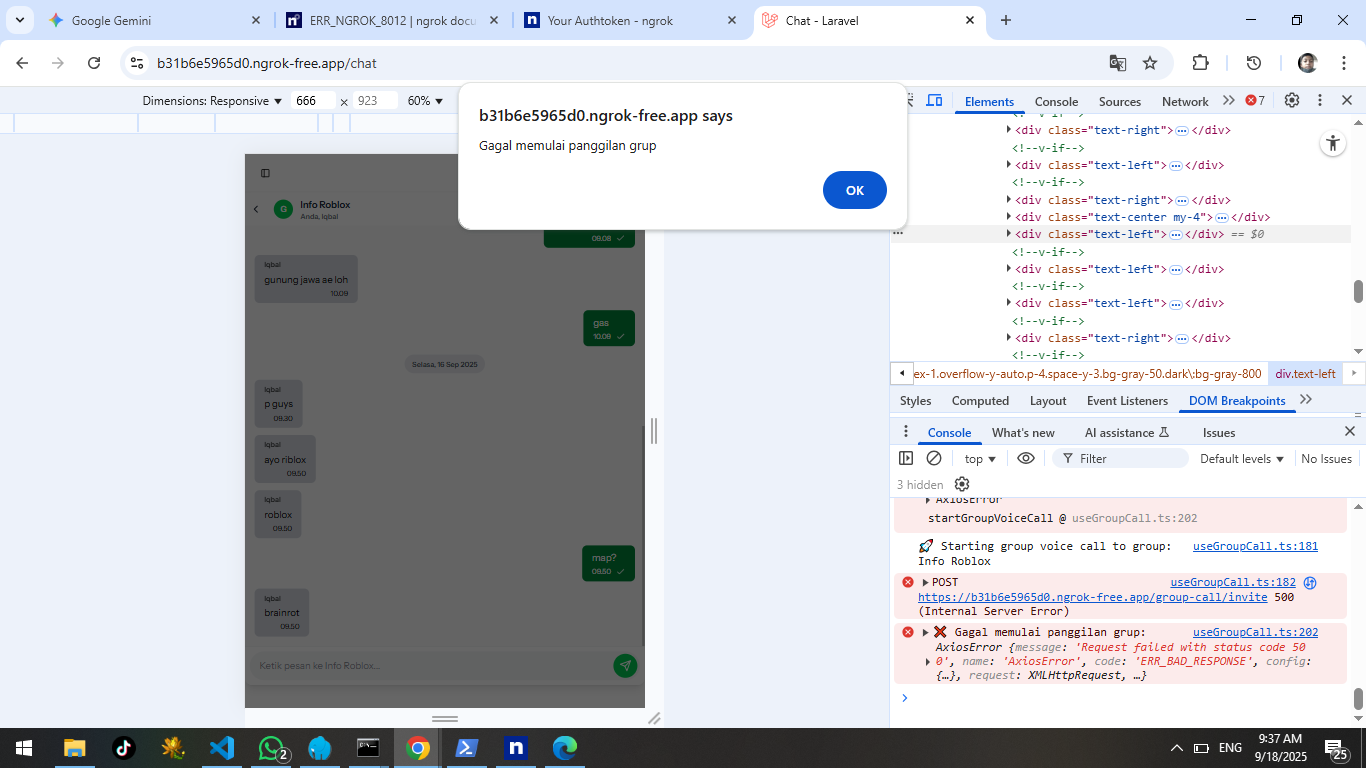 Google Gemini
ERR_NGROK_8012 | ngrok docu
Your Authtoken - ngrok
Chat - Laravel
b31b6e5965d0.ngrok-free.app/chat
Dimensions: Responsive
666
×
923
60%
Elements
Console
Sources
Network
7
b31b6e5965d0.ngrok-free.app says
Gagal memulai panggilan grup
OK
G
Info Roblox
Anda, Iqbal
09.08
Iqbal
gunung jawa ae loh
10.09
gas
10.09
Selasa, 16 Sep 2025
Iqbal
p guys
09.30
Iqbal
ayo riblox
09.50
Iqbal
roblox
09.50
map?
09.50
Iqbal
brainrot
09.50
Ketik pesan ke Info Roblox...
<!--v-if-->
<div class="text-right">…</div>
<!--v-if-->
<div class="text-left">…</div>
<!--v-if-->
<div class="text-right">…</div>
<div class="text-center my-4">…</div>
<div class="text-left">…</div> == $0
<!--v-if-->
<div class="text-left">…</div>
<!--v-if-->
<div class="text-left">…</div>
<!--v-if-->
<div class="text-right">…</div>
<!--v-if-->
ex-1.overflow-y-auto.p-4.space-y-3.bg-gray-50.dark\:bg-gray-800
div.text-left
Styles
Computed
Layout
Event Listeners
DOM Breakpoints
Console
What's new
AI assistance
Issues
top
Filter
Default levels
No Issues
3 hidden
AxiosError
startGroupVoiceCall @ useGroupCall.ts:202
🚀 Starting group voice call to group: useGroupCall.ts:181
Info Roblox
POST useGroupCall.ts:182
https://b31b6e5965d0.ngrok-free.app/group-call/invite 500
(Internal Server Error)
❌ Gagal memulai panggilan grup: useGroupCall.ts:202
AxiosError {message: 'Request failed with status code 50
0', name: 'AxiosError', code: 'ERR_BAD_RESPONSE', config:
{…}, request: XMLHttpRequest, …}
2
ENG
9:37 AM
9/18/2025
25